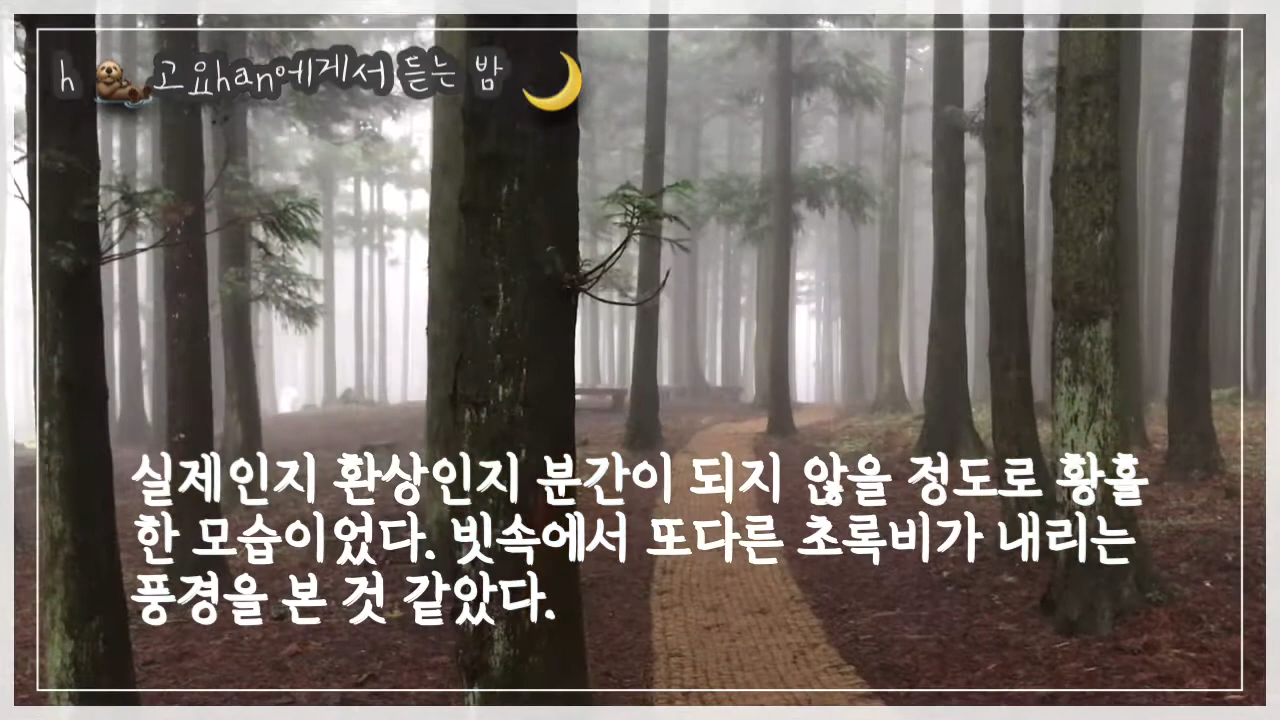 h 🦦 고요han에게서 듣는 밤 🌙
실제인지 환상인지 분간이 되지 않을 정도로 황홀
한 모습이었다. 빗속에서 또다른 초록비가 내리는
풍경을 본 것 같았다.